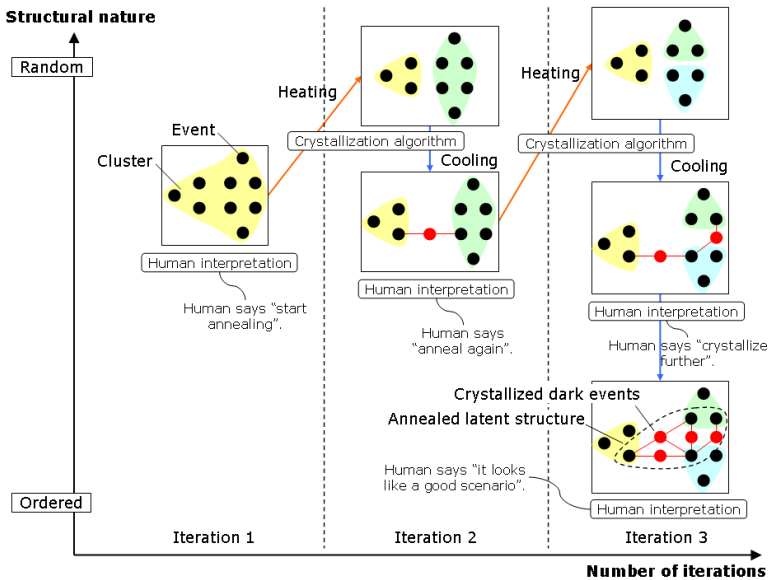 Structural nature
Random
Heating
Heating
Crystallization algorithm
Crystallization algorithm
Event
Cluster
Cooling
Cooling
Human interpretation
Human says “start
annealing”.
Human interpretation
Human says
“anneal again”.
Human interpretation
Human says “crystallize
further”.
Crystallized dark events
Annealed latent structure
Human says “it looks
like a good scenario”.
Human interpretation
Ordered
Iteration 1
Iteration 2
Iteration 3
Number of iterations